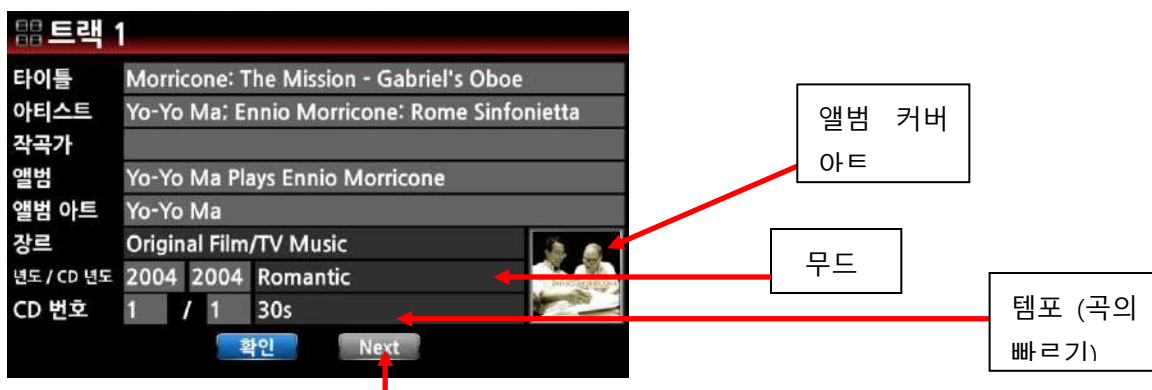 트랙 1
타이틀 Morricone: The Mission - Gabriel's Oboe
아티스트 Yo-Yo Ma; Ennio Morricone: Rome Sinfonietta
작곡가
앨범 Yo-Yo Ma Plays Ennio Morricone
앨범 아트 Yo-Yo Ma
장르 Original Film/TV Music
년도 / CD 년도 2004 2004 Romantic
CD 번호 1 / 1 30s
확인 Next
앨범 커버
아트
무드
템포 (곡의
빠르기)